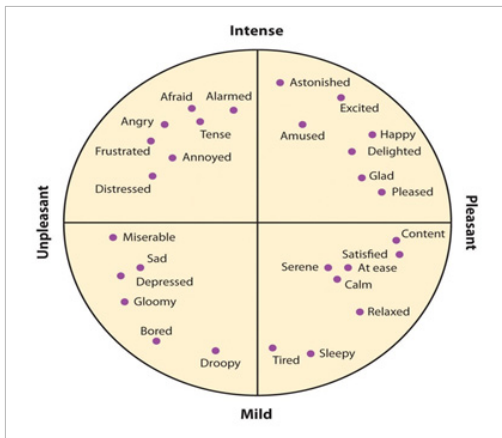 Intense
Astonished
Afraid
Alarmed
Excited
Angry
Tense
Amused
Happy
Frustrated
Annoyed
Delighted
Distressed
Glad
Pleased
Unpleasant
Pleasant
Miserable
Content
Sad
Satisfied
Depressed
Serene
At ease
Calm
Gloomy
Relaxed
Bored
Droopy
Tired
Sleepy
Mild